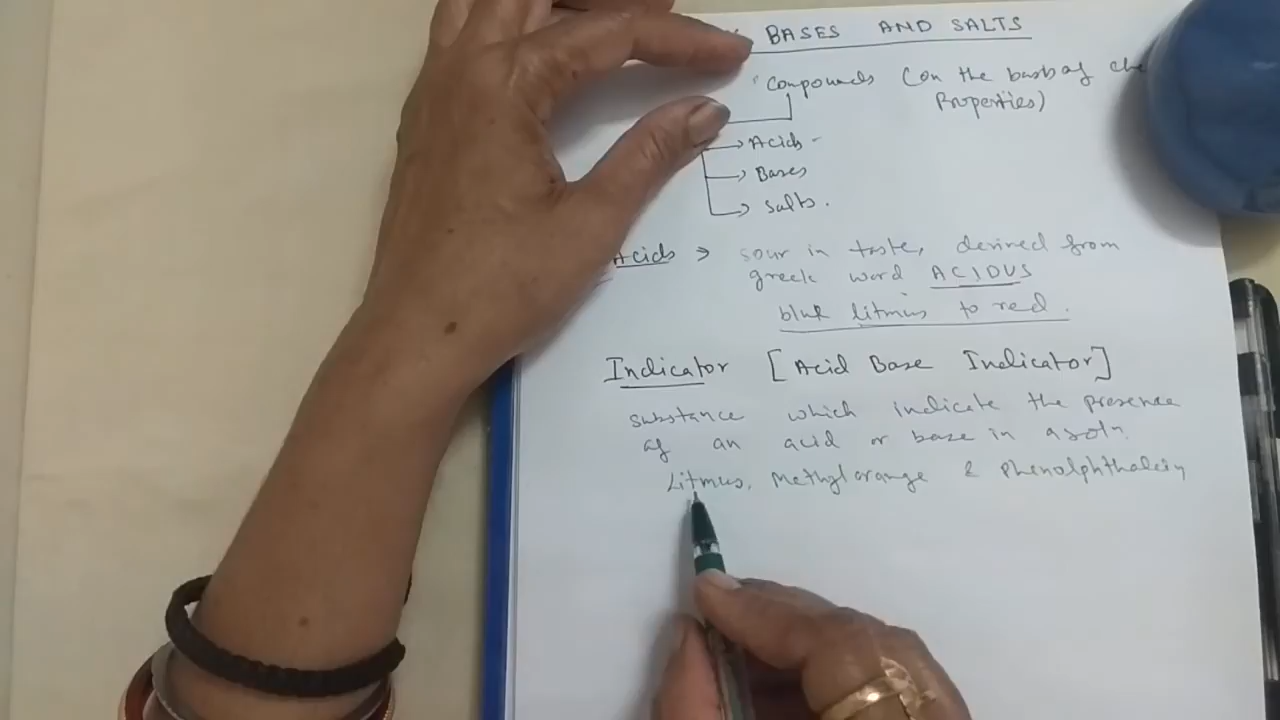 BASES AND SALTS
Compounds (on the basis of che
Properties)
→ Acids -
→ Bases
→ Salts.
Acids → sour in taste, derived from
greek word ACIDUS
blue litmus to red.
Indicator [Acid Base Indicator]
substance which indicate the presence
of an acid or base in a soln.
Litmus, Methyl orange & Phenolphthalein